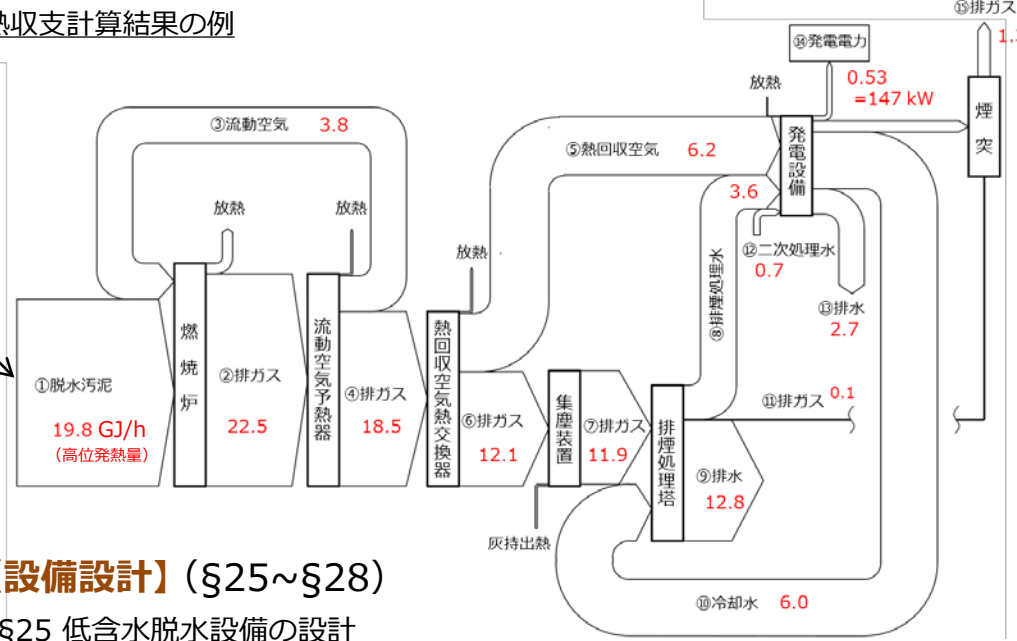 熱収支計算結果の例
⑮排ガス
⑭発電電力
0.53
=147 kW
放熱
発電設備
煙突
③流動空気 3.8
⑤熱回収空気 6.2
3.6
放熱
放熱
放熱
⑫二次処理水
0.7
⑧排煙処理水
⑬排水
2.7
①脱水汚泥
19.8 GJ/h
(高位発熱量)
燃焼炉
②排ガス
22.5
流動空気予熱器
④排ガス
18.5
熱回収空気熱交換器
⑥排ガス
12.1
集塵装置
⑦排ガス
11.9
排煙処理塔
⑪排ガス 0.1
⑨排水
12.8
灰持出熱
⑩冷却水 6.0
設備設計】(§25~§28)
§25 低含水脱水設備の設計